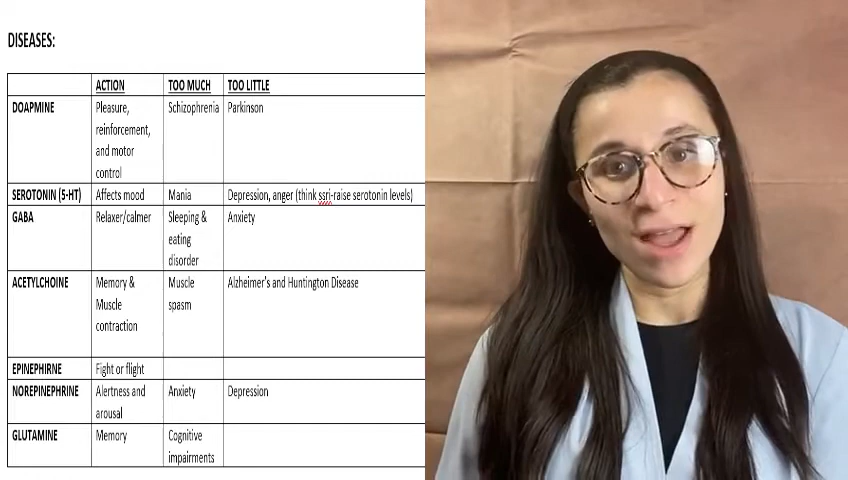 DISEASES:
ACTION TOO MUCH TOO LITTLE
DOAPMINE Pleasure, Schizophrenia Parkinson
reinforcement,
and motor
control
SEROTONIN (5-HT) Affects mood Mania Depression, anger (think ssri-raise serotonin levels)
GABA Relaxer/calmer Sleeping & Anxiety
eating
disorder
ACETYLCHOINE Memory & Muscle Alzheimer's and Huntington Disease
Muscle spasm
contraction
EPINEPHIRNE Fight or flight
NOREPINEPHRINE Alertness and Anxiety Depression
arousal
GLUTAMINE Memory Cognitive
impairments